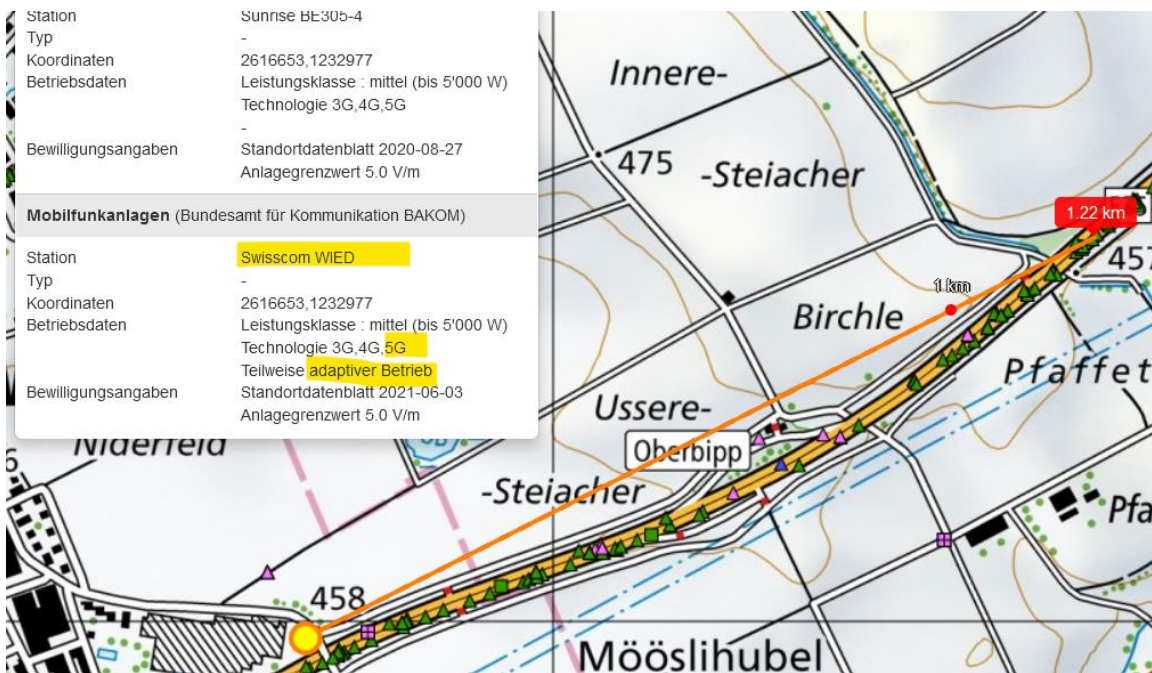 Station Sunrise BE305-4
Typ -
Koordinaten 2616653,1232977
Betriebsdaten Leistungsklasse : mittel (bis 5'000 W)
Technologie 3G,4G,5G
-
Bewilligungsangaben Standortdatenblatt 2020-08-27
Anlagegrenzwert 5.0 V/m
Mobilfunkanlagen (Bundesamt für Kommunikation BAKOM)
Station Swisscom WIED
Typ -
Koordinaten 2616653,1232977
Betriebsdaten Leistungsklasse : mittel (bis 5'000 W)
Technologie 3G,4G,5G
Teilweise adaptiver Betrieb
Bewilligungsangaben Standortdatenblatt 2021-06-03
Anlagegrenzwert 5.0 V/m
Innere-
475
-Steiacher
1.22 km
457
1 km
Birchle
Pfaffet
Ussere-
Oberbipp
Niderfeld
-Steiacher
Pfa
458
Mööslihubel